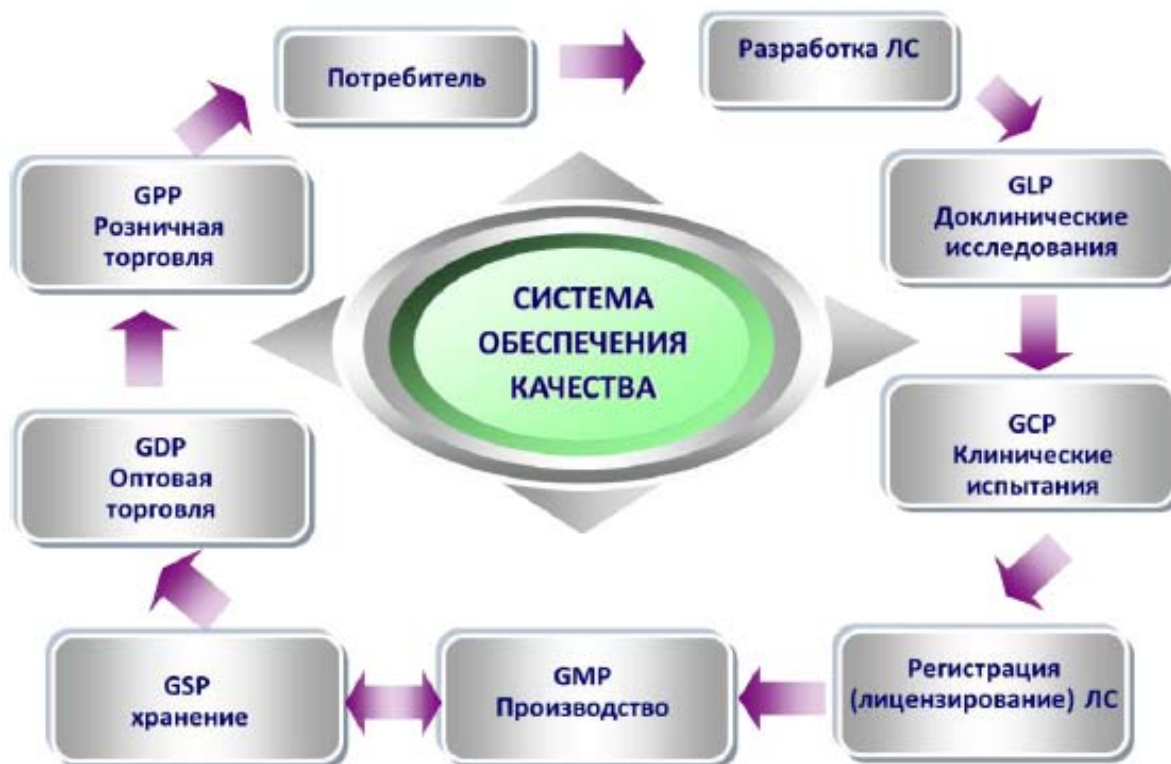 Потребитель
Разработка ЛС
GPP
Розничная
торговля
GLP
Доклинические
исследования
СИСТЕМА
ОБЕСПЕЧЕНИЯ
КАЧЕСТВА
GDP
Оптовая
торговля
GCP
Клинические
испытания
GSP
хранение
GMP
Производство
Регистрация
(лицензирование) ЛС